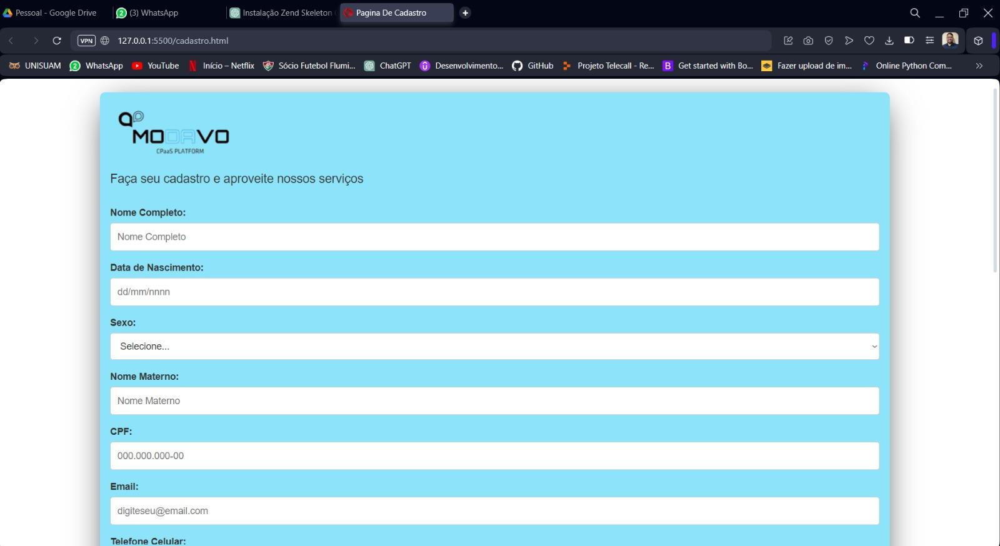 Pessoal - Google Drive
(3) WhatsApp
Instalação Zend Skeleton
Pagina De Cadastro
VPN
127.0.0.1:5500/cadastro.html
UNISUAM
2 WhatsApp
YouTube
Início – Netflix
Sócio Futebol Flumi...
ChatGPT
Desenvolvimento...
GitHub
Projeto Telecall - Re...
B Get started with Bo...
Fazer upload de im...
Online Python Com...
MODAVO
CPaaS PLATFORM
Faça seu cadastro e aproveite nossos serviços
Nome Completo:
Nome Completo
Data de Nascimento:
dd/mm/nnnn
Sexo:
Selecione...
Nome Materno:
Nome Materno
CPF:
000.000.000-00
Email:
digiteseu@email.com
Telefone Celular: